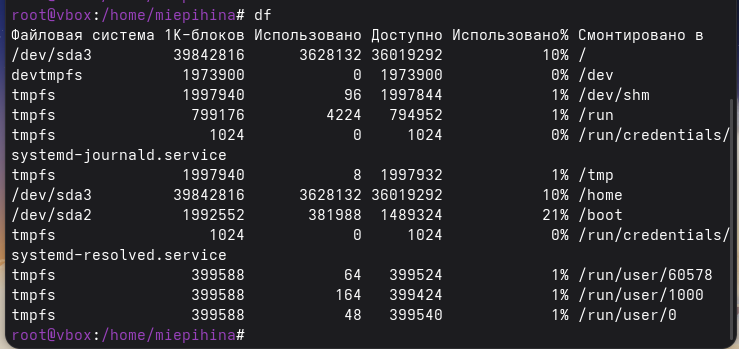 root@vbox:/home/miepihina# df
Файловая система 1K-блоков Использовано Доступно Использовано% Смонтировано в
/dev/sda3 39842816 3628132 36019292 10% /
devtmpfs 1973900 0 1973900 0% /dev
tmpfs 1997940 96 1997844 1% /dev/shm
tmpfs 799176 4224 794952 1% /run
tmpfs 1024 0 1024 0% /run/credentials/
systemd-journald.service
tmpfs 1997940 8 1997932 1% /tmp
/dev/sda3 39842816 3628132 36019292 10% /home
/dev/sda2 1992552 381988 1489324 21% /boot
tmpfs 1024 0 1024 0% /run/credentials/
systemd-resolved.service
tmpfs 399588 64 399524 1% /run/user/60578
tmpfs 399588 164 399424 1% /run/user/1000
tmpfs 399588 48 399540 1% /run/user/0
root@vbox:/home/miepihina#